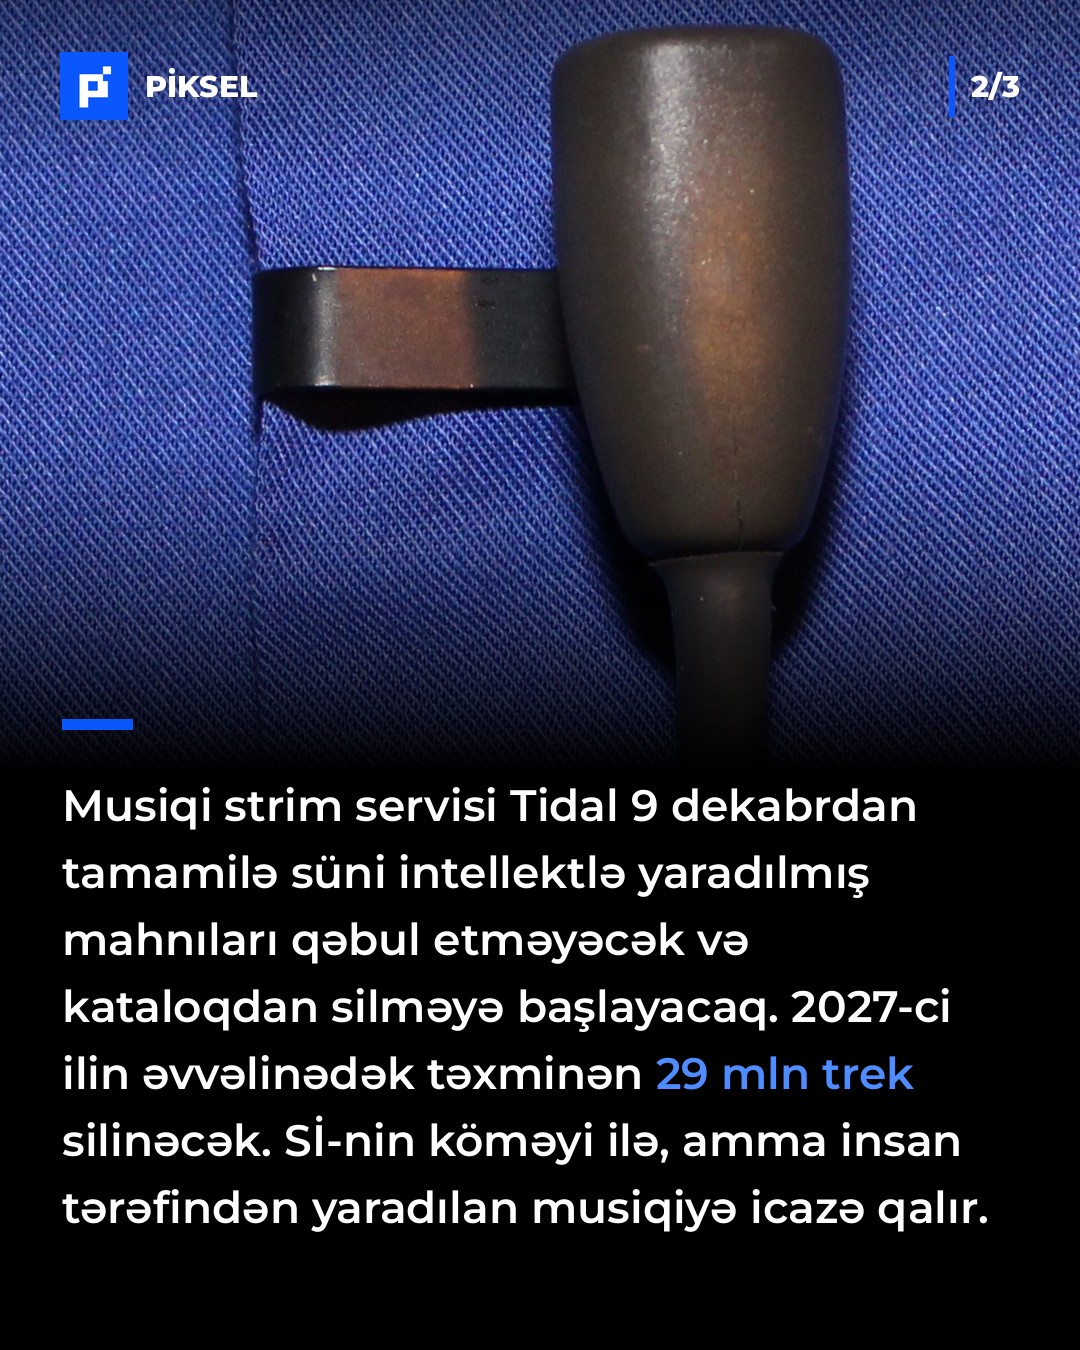 PİKSEL
2/3
Musiqi strim servisi Tidal 9 dekabrdan
tamamilə süni intellektlə yaradılmış
mahnıları qəbul etməyəcək və
kataloqdan silməyə başlayacaq. 2027-ci
ilin əvvəlinədək təxminən 29 mln trek
silinəcək. Sİ-nin köməyi ilə, amma insan
tərəfindən yaradılan musiqiyə icazə qalır.